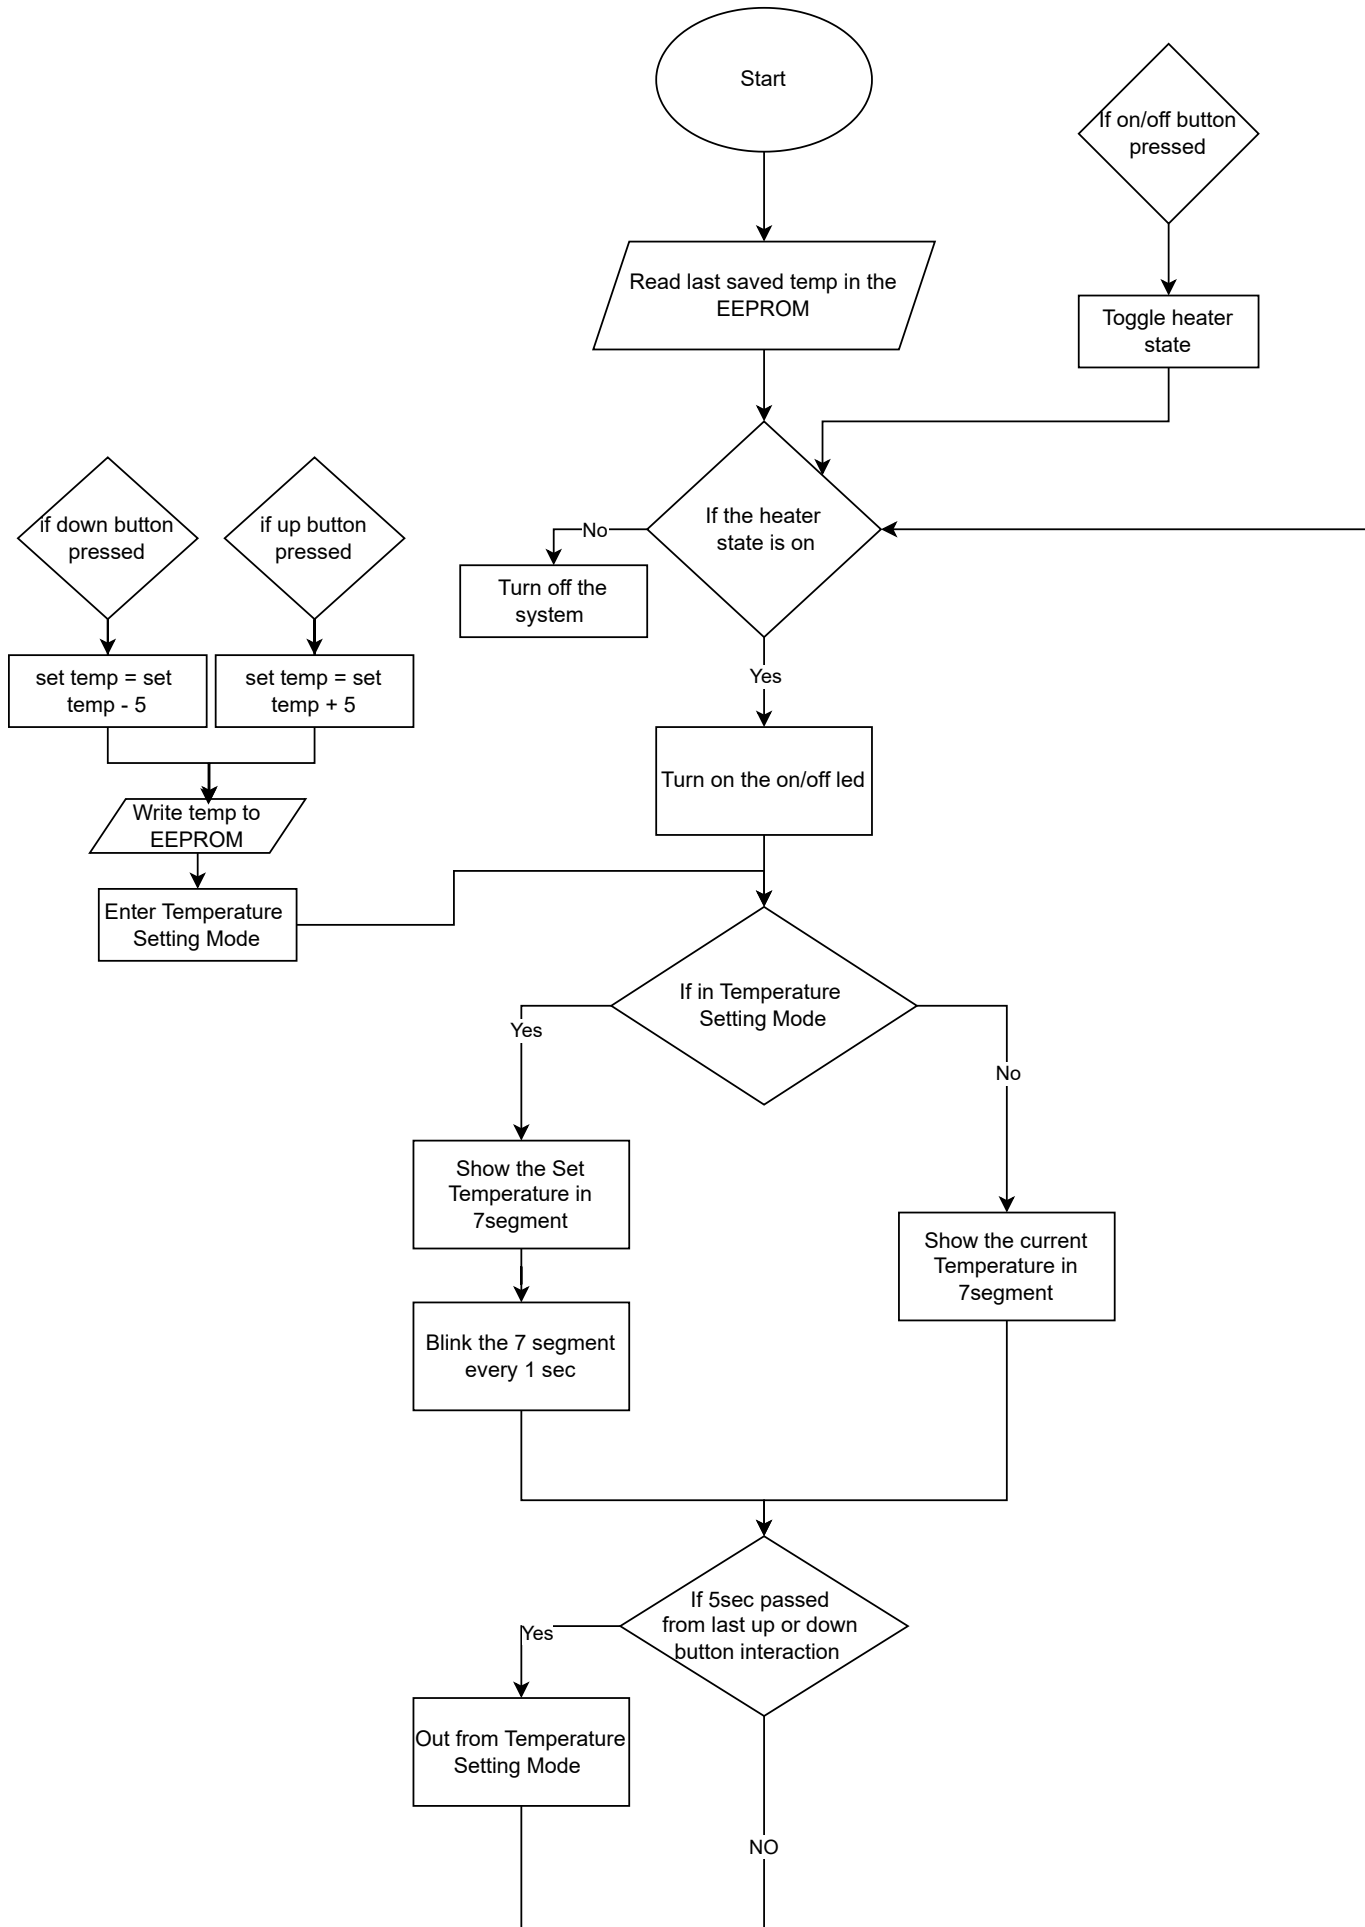 Start
If on/off button
pressed
Read last saved temp in the
EEPROM
Toggle heater
state
if down button
pressed
if up button
pressed
If the heater
state is on
No
Turn off the
system
set temp = set
temp - 5
set temp = set
temp + 5
Yes
Turn on the on/off led
Write temp to
EEPROM
Enter Temperature
Setting Mode
If in Temperature
Setting Mode
Yes
No
Show the Set
Temperature in
7segment
Show the current
Temperature in
7segment
Blink the 7 segment
every 1 sec
If 5sec passed
from last up or down
button interaction
Yes
Out from Temperature
Setting Mode
NO